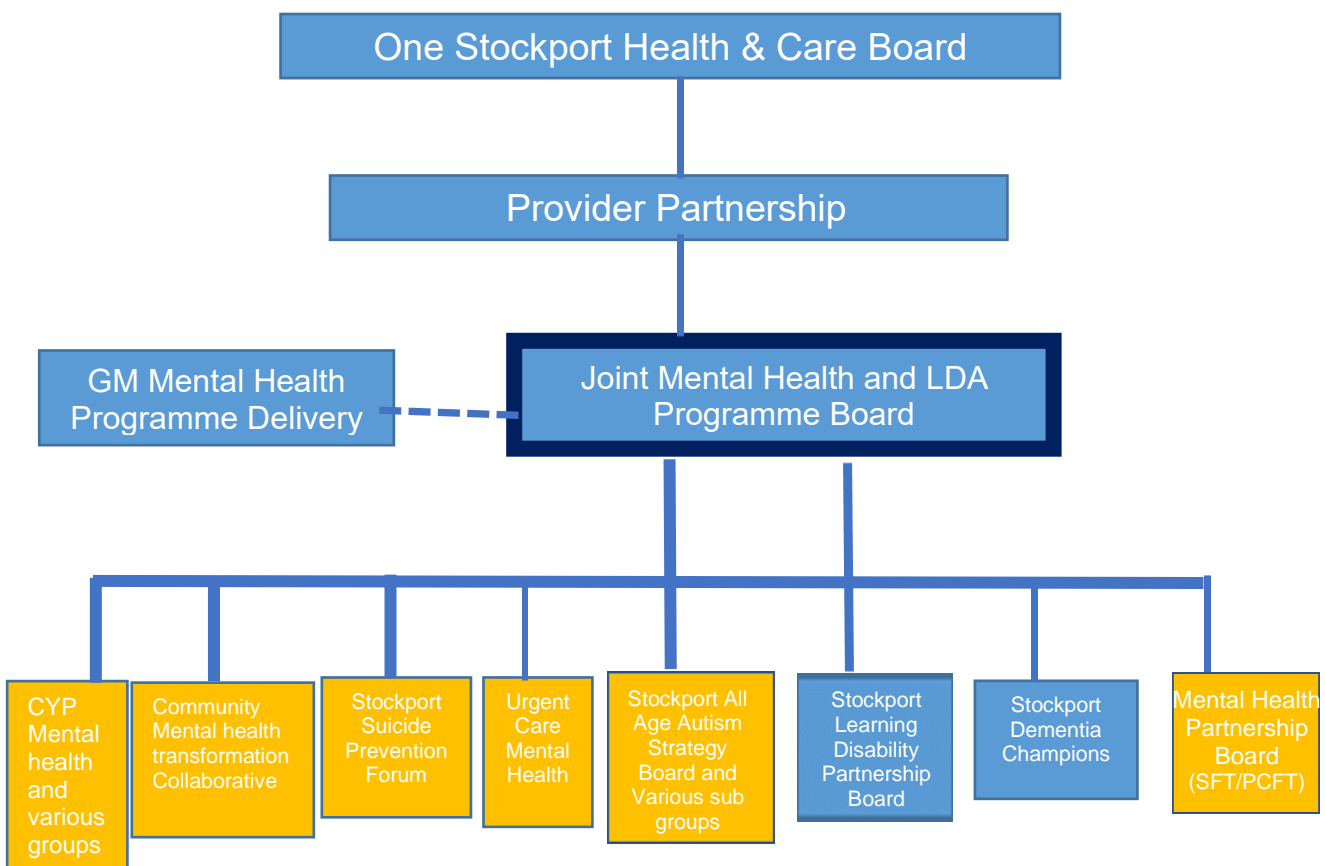 One Stockport Health & Care Board
Provider Partnership
GM Mental Health
Programme Delivery
Joint Mental Health and LDA
Programme Board
CYP
Mental
health
and
various
groups
Community
Mental health
transformation
Collaborative
Stockport
Suicide
Prevention
Forum
Urgent
Care
Mental
Health
Stockport All
Age Autism
Strategy
Board and
Various sub
groups
Stockport
Learning
Disability
Partnership
Board
Stockport
Dementia
Champions
Mental Health
Partnership
Board
(SFT/PCFT)